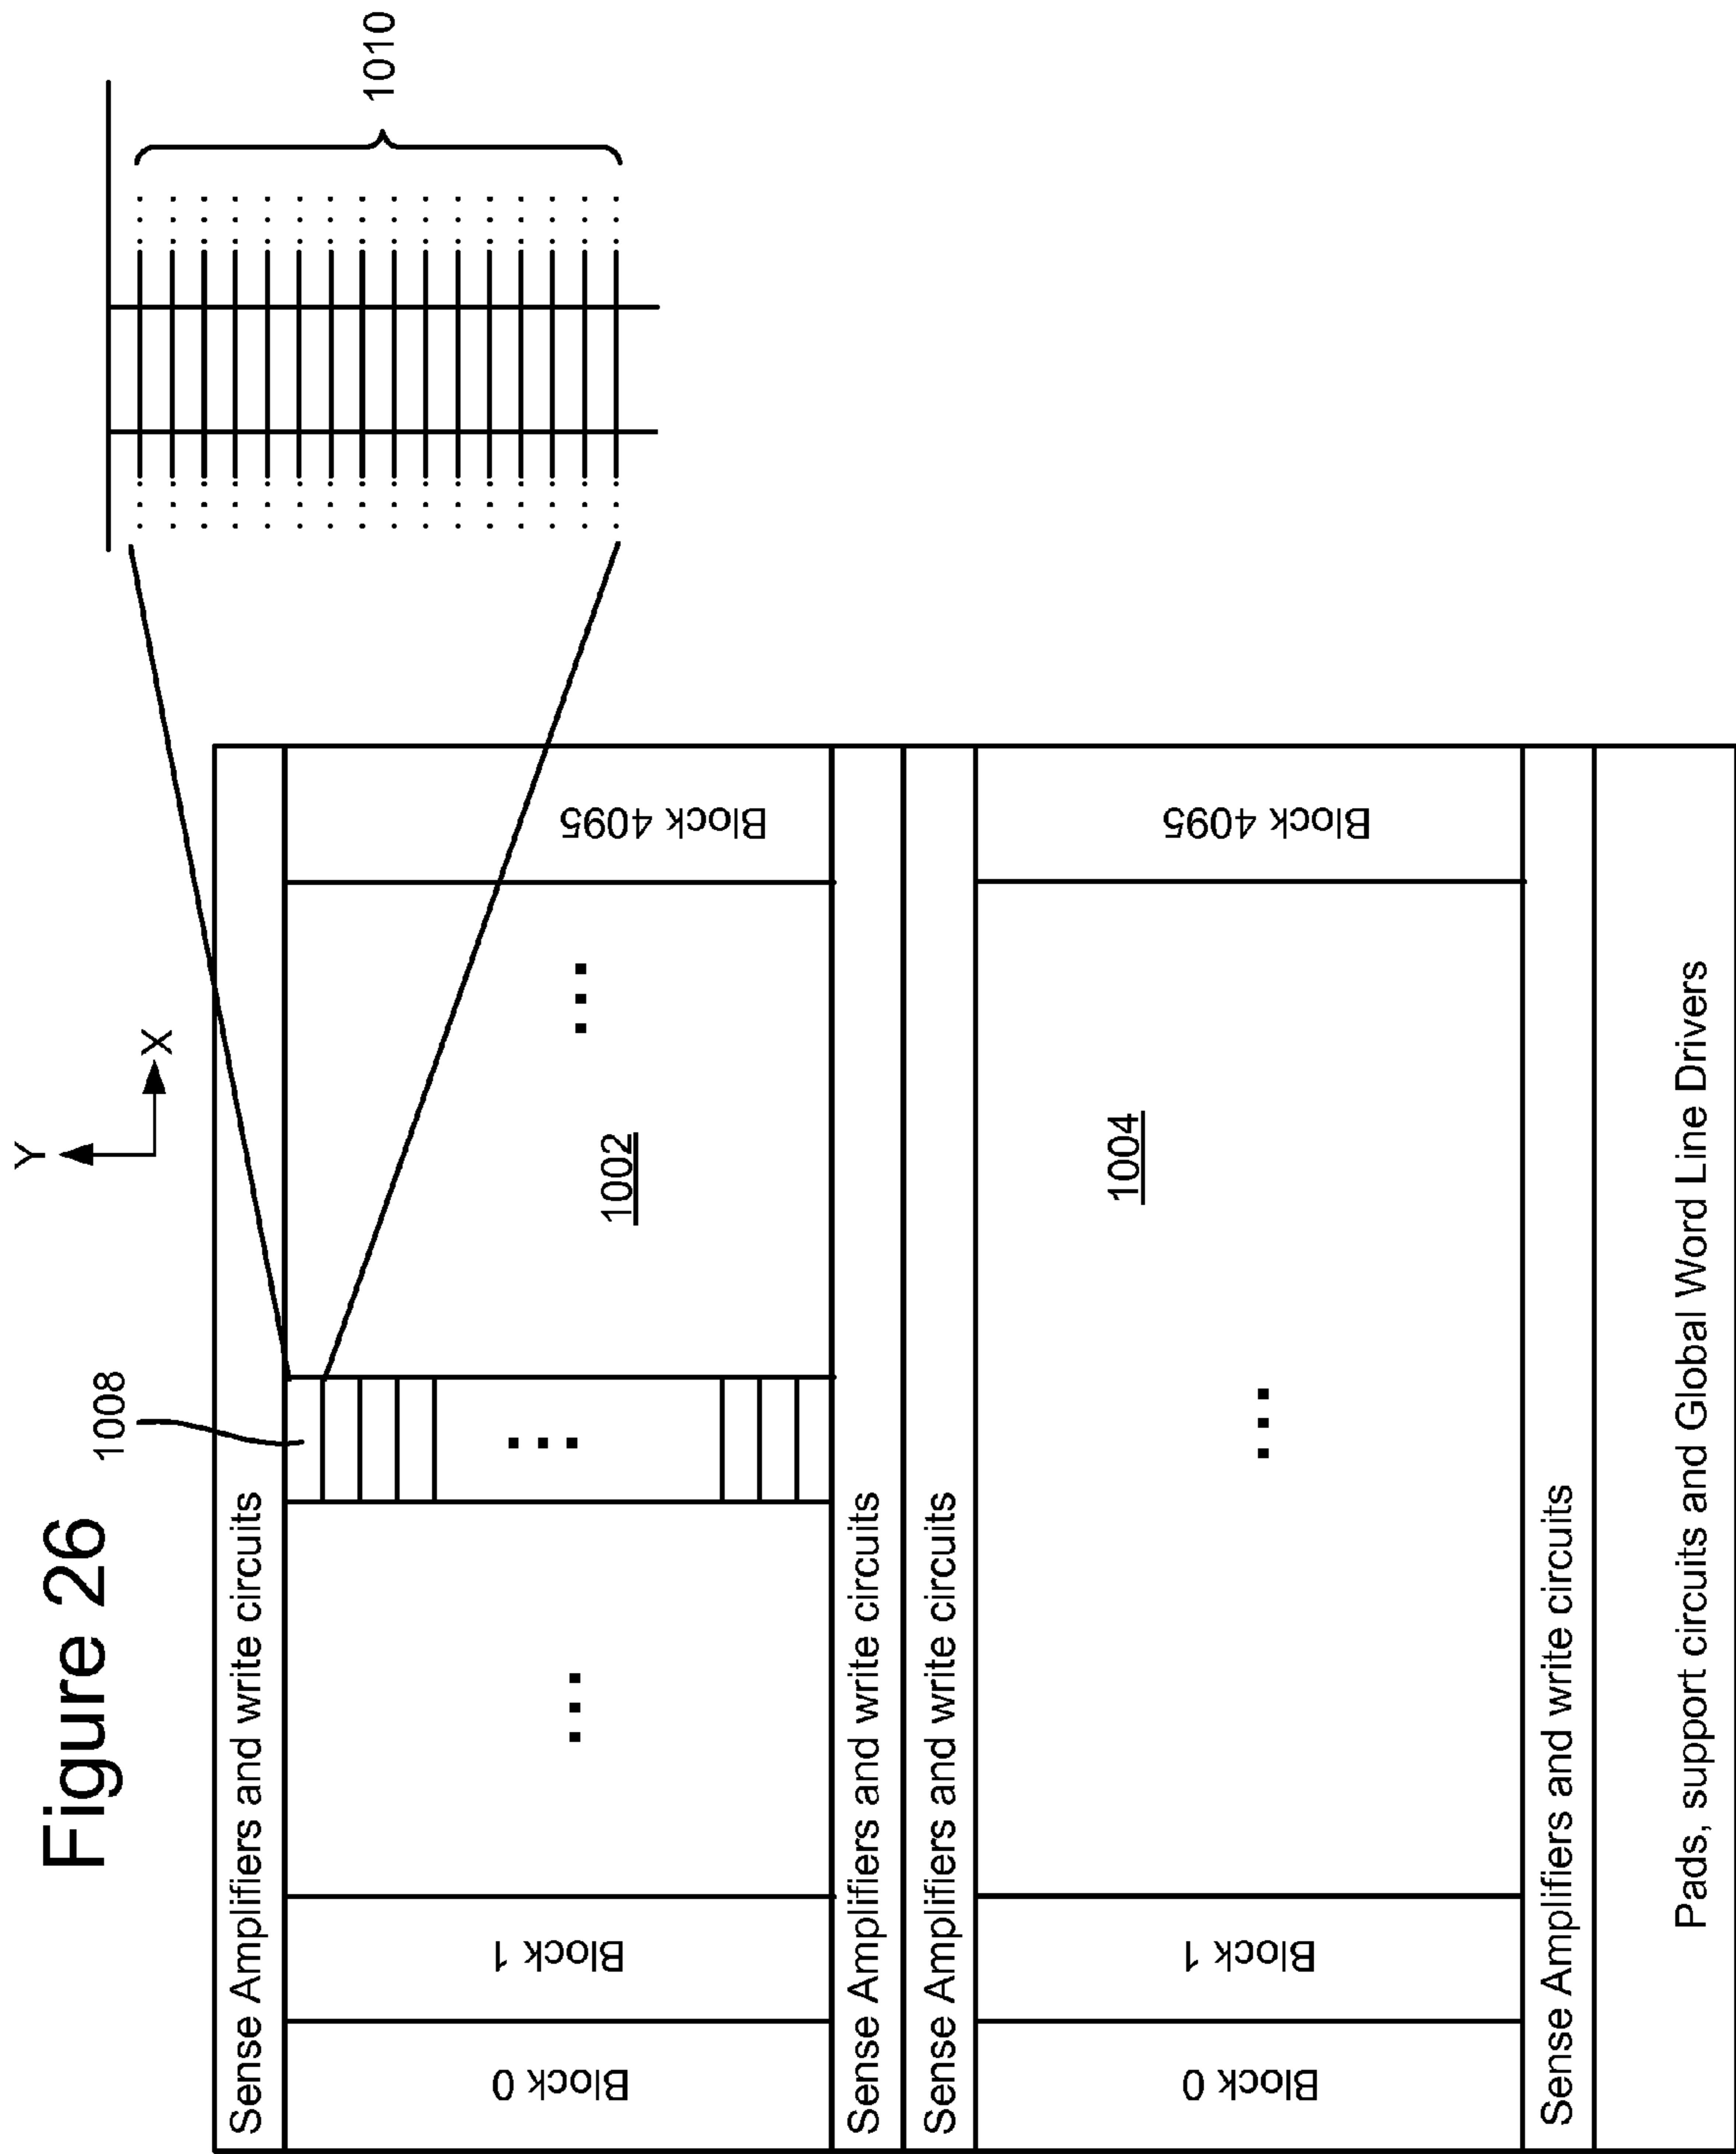 Figure 26
Y
X
1008
1010
Sense Amplifiers and write circuits
Block 0
Block 1
...
...
...
1002
Block 4095
Sense Amplifiers and write circuits
Sense Amplifiers and write circuits
Block 0
Block 1
...
1004
Block 4095
Sense Amplifiers and write circuits
Pads, support circuits and Global Word Line Drivers